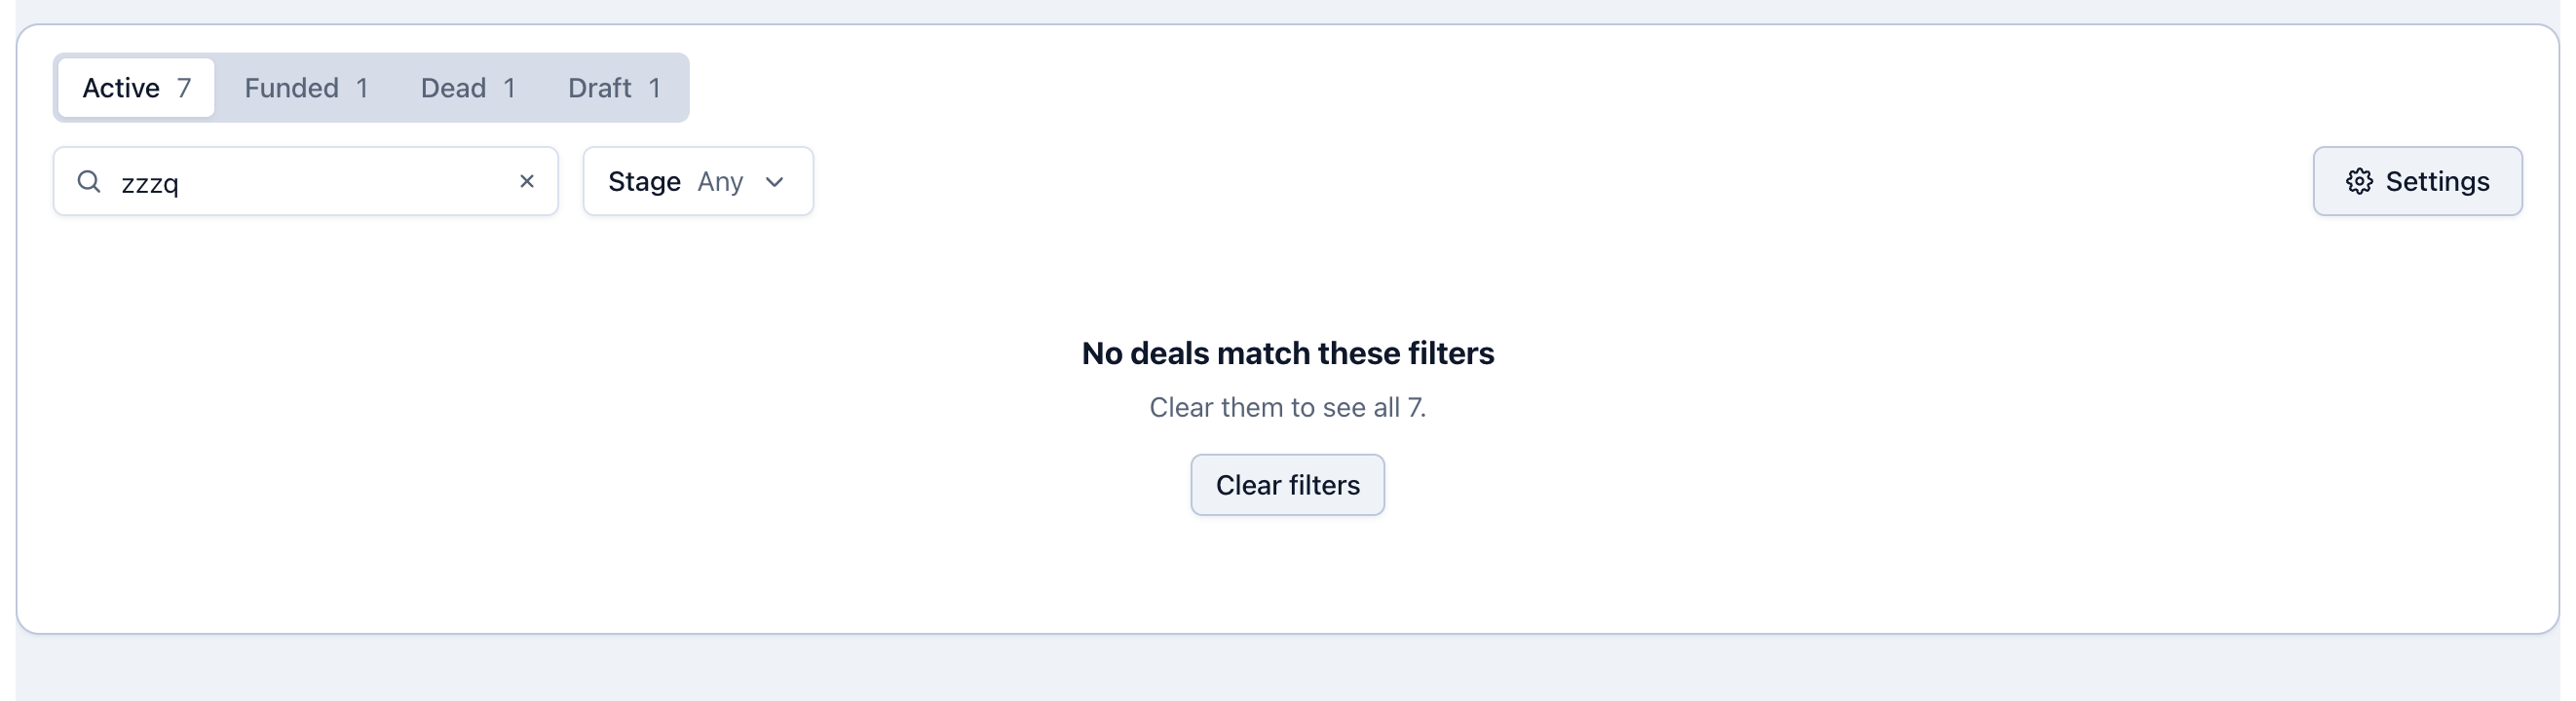 Active 7 Funded 1 Dead 1 Draft 1
zzzq Stage Any Settings
No deals match these filters
Clear them to see all 7.
Clear filters